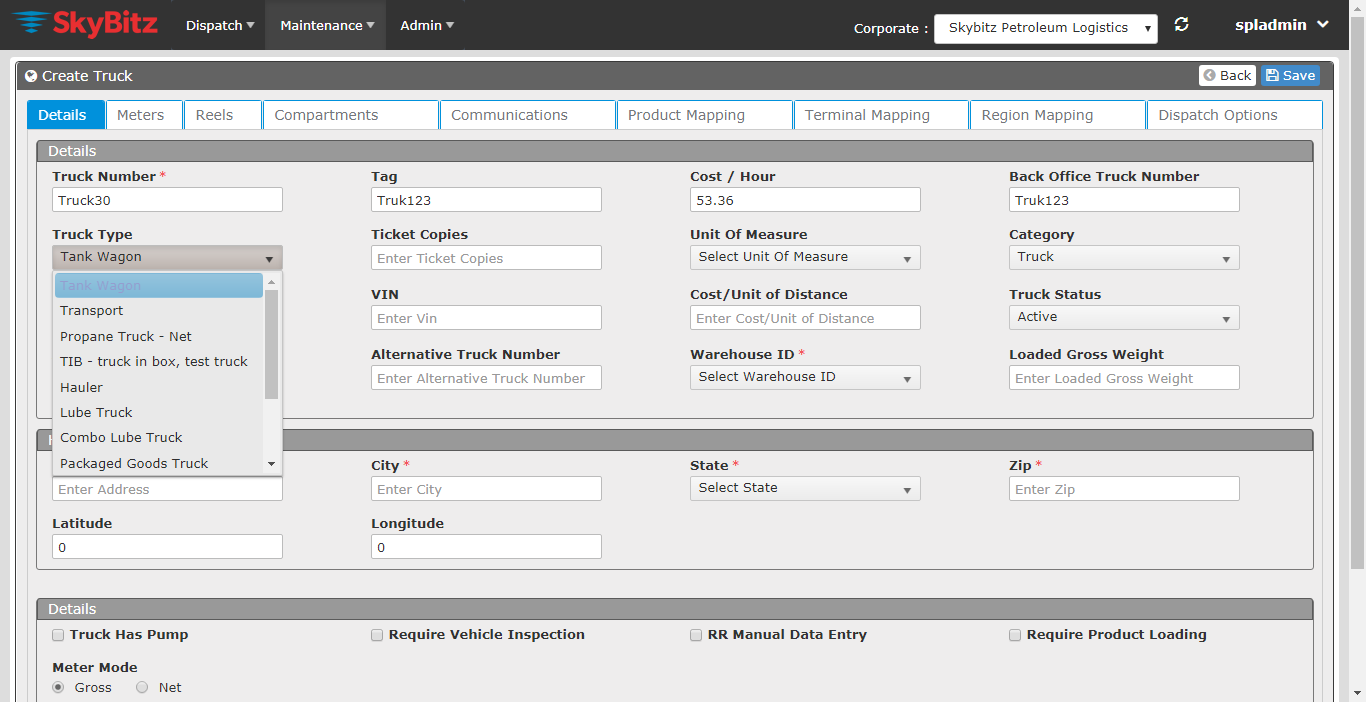 SkyBitz
Dispatch Maintenance Admin Corporate : Skybitz Petroleum Logistics spladmin
Create Truck Back Save
Details Meters Reels Compartments Communications Product Mapping Terminal Mapping Region Mapping Dispatch Options
Details
Truck Number * Tag Cost / Hour Back Office Truck Number
Truck30 Truk123 53.36 Truk123
Truck Type Ticket Copies Unit Of Measure Category
Tank Wagon Enter Ticket Copies Select Unit Of Measure Truck
Tank Wagon
VIN Cost/Unit of Distance Truck Status
Transport Enter Vin Enter Cost/Unit of Distance Active
Propane Truck - Net
Alternative Truck Number Warehouse ID * Loaded Gross Weight
TIB - truck in box, test truck
Enter Alternative Truck Number Select Warehouse ID Enter Loaded Gross Weight
Hauler
Lube Truck
Combo Lube Truck
Packaged Goods Truck City * State * Zip *
Enter Address Enter City Select State Enter Zip
Latitude Longitude
0 0
Details
Truck Has Pump Require Vehicle Inspection RR Manual Data Entry Require Product Loading
Meter Mode
Gross Net